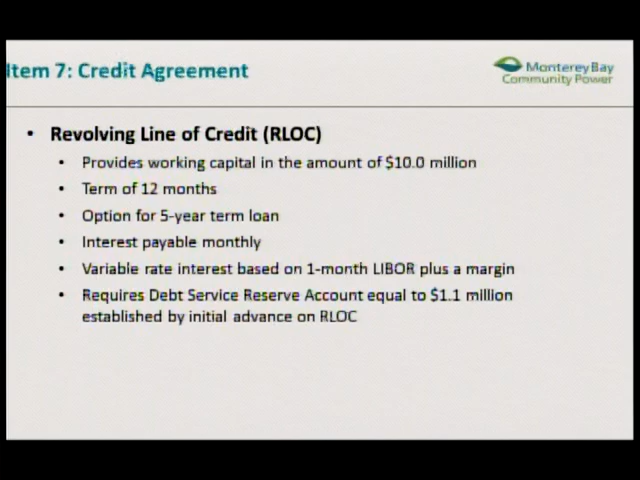 Item 7: Credit Agreement
Monterey Bay
Community Power
• Revolving Line of Credit (RLOC)
• Provides working capital in the amount of $10.0 million
• Term of 12 months
• Option for 5-year term loan
• Interest payable monthly
• Variable rate interest based on 1-month LIBOR plus a margin
• Requires Debt Service Reserve Account equal to $1.1 million
established by initial advance on RLOC